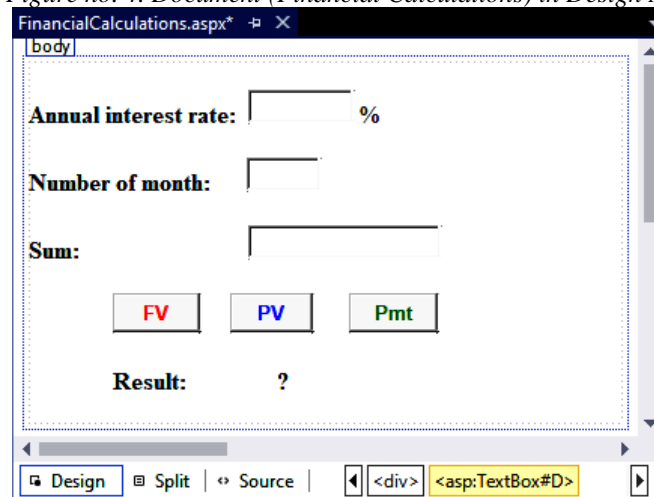 FinancialCalculations.aspx*
body
Annual interest rate: %
Number of month:
Sum:
FV PV Pmt
Result: ?
Design Split Source <div> <asp:TextBox#D>